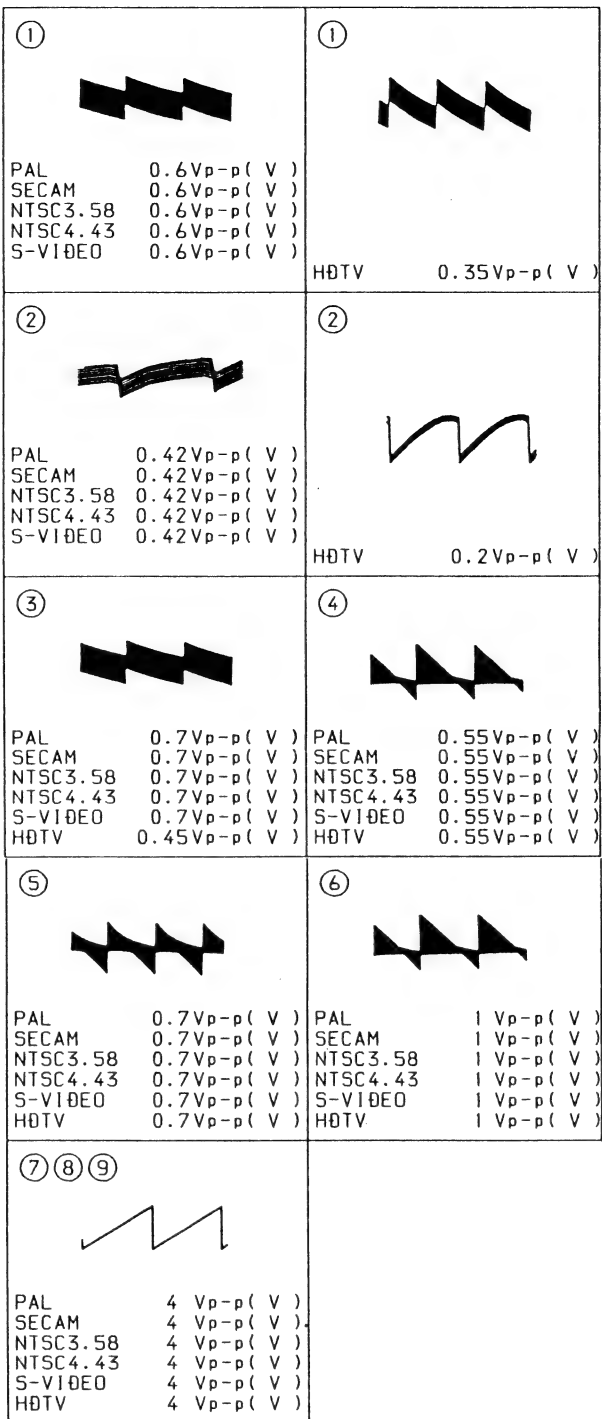 ①
PAL 0.6Vp-p( V )
SECAM 0.6Vp-p( V )
NTSC3.58 0.6Vp-p( V )
NTSC4.43 0.6Vp-p( V )
S-VIDEO 0.6Vp-p( V )
①
HDTV 0.35Vp-p( V )
②
PAL 0.42Vp-p( V )
SECAM 0.42Vp-p( V )
NTSC3.58 0.42Vp-p( V )
NTSC4.43 0.42Vp-p( V )
S-VIDEO 0.42Vp-p( V )
②
HDTV 0.2Vp-p( V )
③
PAL 0.7Vp-p( V )
SECAM 0.7Vp-p( V )
NTSC3.58 0.7Vp-p( V )
NTSC4.43 0.7Vp-p( V )
S-VIDEO 0.7Vp-p( V )
HDTV 0.45Vp-p( V )
④
PAL 0.55Vp-p( V )
SECAM 0.55Vp-p( V )
NTSC3.58 0.55Vp-p( V )
NTSC4.43 0.55Vp-p( V )
S-VIDEO 0.55Vp-p( V )
HDTV 0.55Vp-p( V )
⑤
PAL 0.7Vp-p( V )
SECAM 0.7Vp-p( V )
NTSC3.58 0.7Vp-p( V )
NTSC4.43 0.7Vp-p( V )
S-VIDEO 0.7Vp-p( V )
HDTV 0.7Vp-p( V )
⑥
PAL 1 Vp-p( V )
SECAM 1 Vp-p( V )
NTSC3.58 1 Vp-p( V )
NTSC4.43 1 Vp-p( V )
S-VIDEO 1 Vp-p( V )
HDTV 1 Vp-p( V )
⑦⑧⑨
PAL 4 Vp-p( V )
SECAM 4 Vp-p( V )
NTSC3.58 4 Vp-p( V )
NTSC4.43 4 Vp-p( V )
S-VIDEO 4 Vp-p( V )
HDTV 4 Vp-p( V )